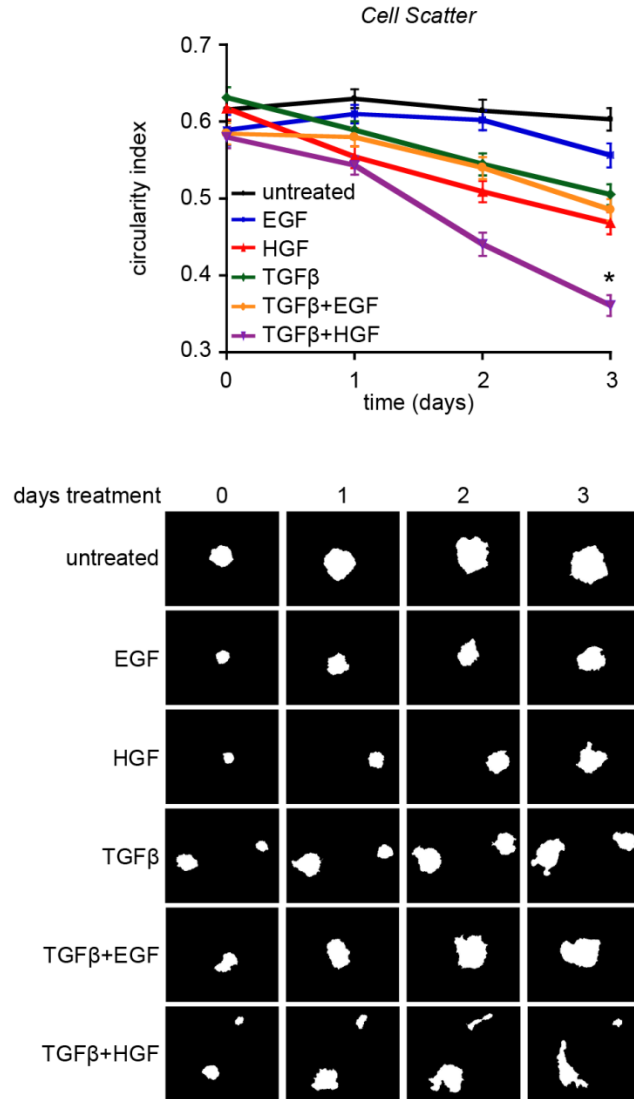 Cell Scatter
0.7
0.6
0.5
0.4
0.3
circularity index
untreated
EGF
HGF
TGFβ
TGFβ+EGF
TGFβ+HGF
*
0 1 2 3
time (days)
days treatment 0 1 2 3
untreated
EGF
HGF
TGFβ
TGFβ+EGF
TGFβ+HGF